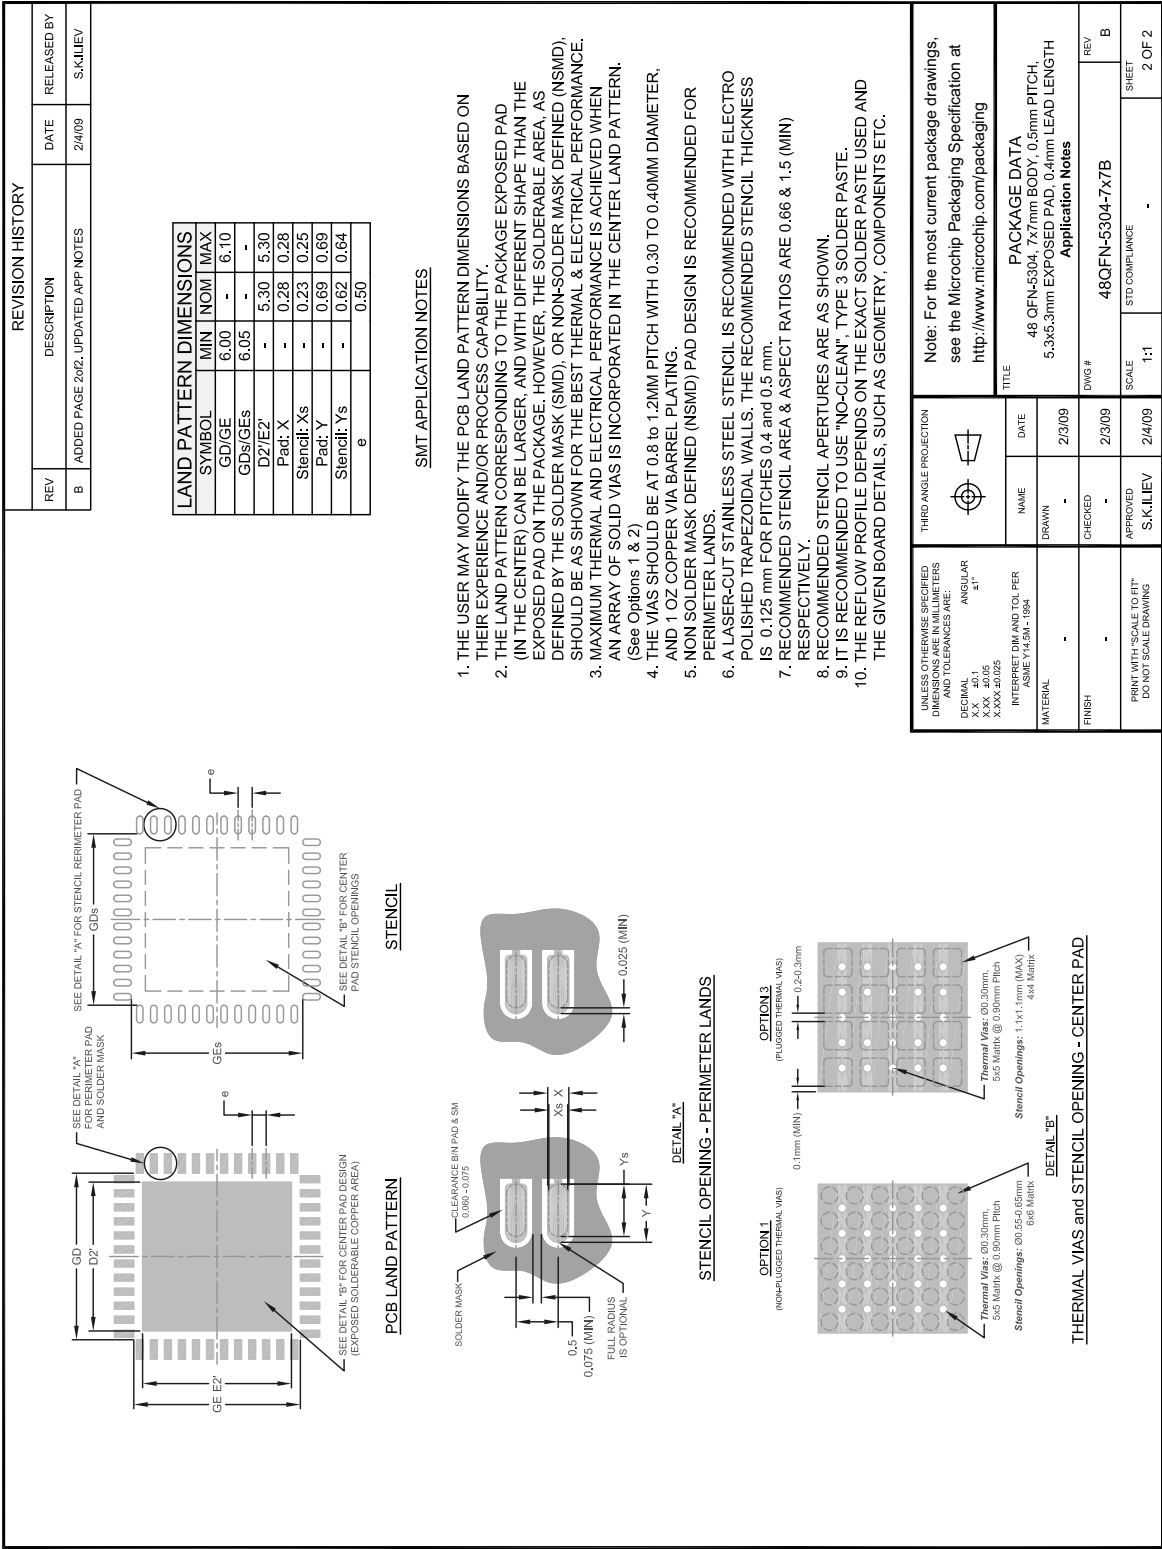 REVISION HISTORY
REV DESCRIPTION DATE RELEASED BY
B ADDED PAGE 2of2. UPDATED APP NOTES 2/4/09 S.K.ILIEV
SEE DETAIL "A"
FOR PERIMETER PAD
AND SOLDER MASK
GD
D2'
e
GE E2'
SEE DETAIL "B" FOR CENTER PAD DESIGN
(EXPOSED SOLDERABLE COPPER AREA)
PCB LAND PATTERN
SEE DETAIL "A" FOR STENCIL RERIMETER PAD
GDs
e
GEs
SEE DETAIL "B" FOR CENTER
PAD STENCIL OPENINGS
STENCIL
LAND PATTERN DIMENSIONS
SYMBOL MIN NOM MAX
GD/GE 6.00 - 6.10
GDs/GEs 6.05 - -
D2'/E2' - 5.30 5.30
Pad: X - 0.28 0.28
Stencil: Xs - 0.23 0.25
Pad: Y - 0.69 0.69
Stencil: Ys - 0.62 0.64
e 0.50
CLEARANCE B/N PAD & SM
0.060 - 0.075
SOLDER MASK
0.5
0.075 (MIN)
FULL RADIUS
IS OPTIONAL
Y
Ys
Xs X
0.025 (MIN)
DETAIL "A"
STENCIL OPENING - PERIMETER LANDS
OPTION 1
(NON-PLUGGED THERMAL VIAS)
Thermal Vias: Ø0.30mm,
5x5 Matrix @ 0.90mm Pitch
Stencil Openings: Ø0.55-0.65mm
6x6 Matrix
OPTION 3
(PLUGGED THERMAL VIAS)
0.1mm (MIN)
0.2-0.3mm
Thermal Vias: Ø0.30mm,
5x5 Matrix @ 0.90mm Pitch
Stencil Openings: 1.1x1.1mm (MAX)
4x4 Matrix
DETAIL "B"
THERMAL VIAS and STENCIL OPENING - CENTER PAD
SMT APPLICATION NOTES
1. THE USER MAY MODIFY THE PCB LAND PATTERN DIMENSIONS BASED ON
THEIR EXPERIENCE AND/OR PROCESS CAPABILITY.
2. THE LAND PATTERN CORRESPONDING TO THE PACKAGE EXPOSED PAD
(IN THE CENTER) CAN BE LARGER, AND WITH DIFFERENT SHAPE THAN THE
EXPOSED PAD ON THE PACKAGE. HOWEVER, THE SOLDERABLE AREA, AS
DEFINED BY THE SOLDER MASK (SMD), OR NON-SOLDER MASK DEFINED (NSMD),
SHOULD BE AS SHOWN FOR THE BEST THERMAL & ELECTRICAL PERFORMANCE.
3. MAXIMUM THERMAL AND ELECTRICAL PERFORMANCE IS ACHIEVED WHEN
AN ARRAY OF SOLID VIAS IS INCORPORATED IN THE CENTER LAND PATTERN.
(See Options 1 & 2)
4. THE VIAS SHOULD BE AT 0.8 to 1.2MM PITCH WITH 0.30 TO 0.40MM DIAMETER,
AND 1 OZ COPPER VIA BARREL PLATING.
5. NON SOLDER MASK DEFINED (NSMD) PAD DESIGN IS RECOMMENDED FOR
PERIMETER LANDS.
6. A LASER-CUT STAINLESS STEEL STENCIL IS RECOMMENDED WITH ELECTRO
POLISHED TRAPEZOIDAL WALLS. THE RECOMMENDED STENCIL THICKNESS
IS 0.125 mm FOR PITCHES 0.4 and 0.5 mm.
7. RECOMMENDED STENCIL AREA & ASPECT RATIOS ARE 0.66 & 1.5 (MIN)
RESPECTIVELY.
8. RECOMMENDED STENCIL APERTURES ARE AS SHOWN.
9. IT IS RECOMMENDED TO USE "NO-CLEAN", TYPE 3 SOLDER PASTE.
10. THE REFLOW PROFILE DEPENDS ON THE EXACT SOLDER PASTE USED AND
THE GIVEN BOARD DETAILS, SUCH AS GEOMETRY, COMPONENTS ETC.
UNLESS OTHERWISE SPECIFIED
DIMENSIONS ARE IN MILLIMETERS
AND TOLERANCES ARE:
DECIMAL ANGULAR
X.X ±0.1 ±1°
X.XX ±0.05
X.XXX ±0.025
INTERPRET DIM AND TOL PER
ASME Y14.5M - 1994
MATERIAL
-
FINISH
-
PRINT WITH "SCALE TO FIT"
DO NOT SCALE DRAWING
THIRD ANGLE PROJECTION
NAME DATE
DRAWN
- 2/3/09
CHECKED
- 2/3/09
APPROVED
S.K.ILIEV 2/4/09
Note: For the most current package drawings,
see the Microchip Packaging Specification at
http://www.microchip.com/packaging
TITLE
PACKAGE DATA
48 QFN-5304, 7x7mm BODY, 0.5mm PITCH,
5.3x5.3mm EXPOSED PAD, 0.4mm LEAD LENGTH
Application Notes
DWG # REV
48QFN-5304-7x7B B
SCALE STD COMPLIANCE SHEET
1:1 - 2 OF 2